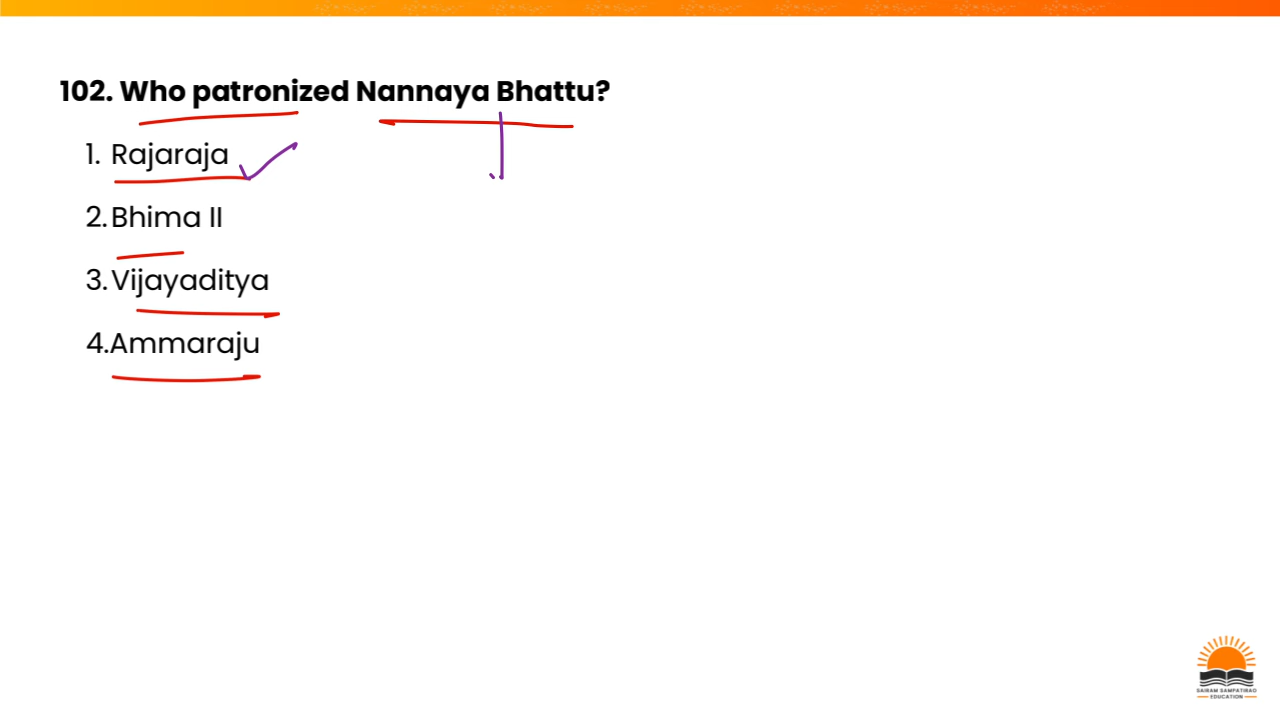 102. Who patronized Nannaya Bhattu?
1. Rajaraja
2. Bhima II
3. Vijayaditya
4. Ammaraju
SAIRAM SAMPATIRAO
EDUCATION